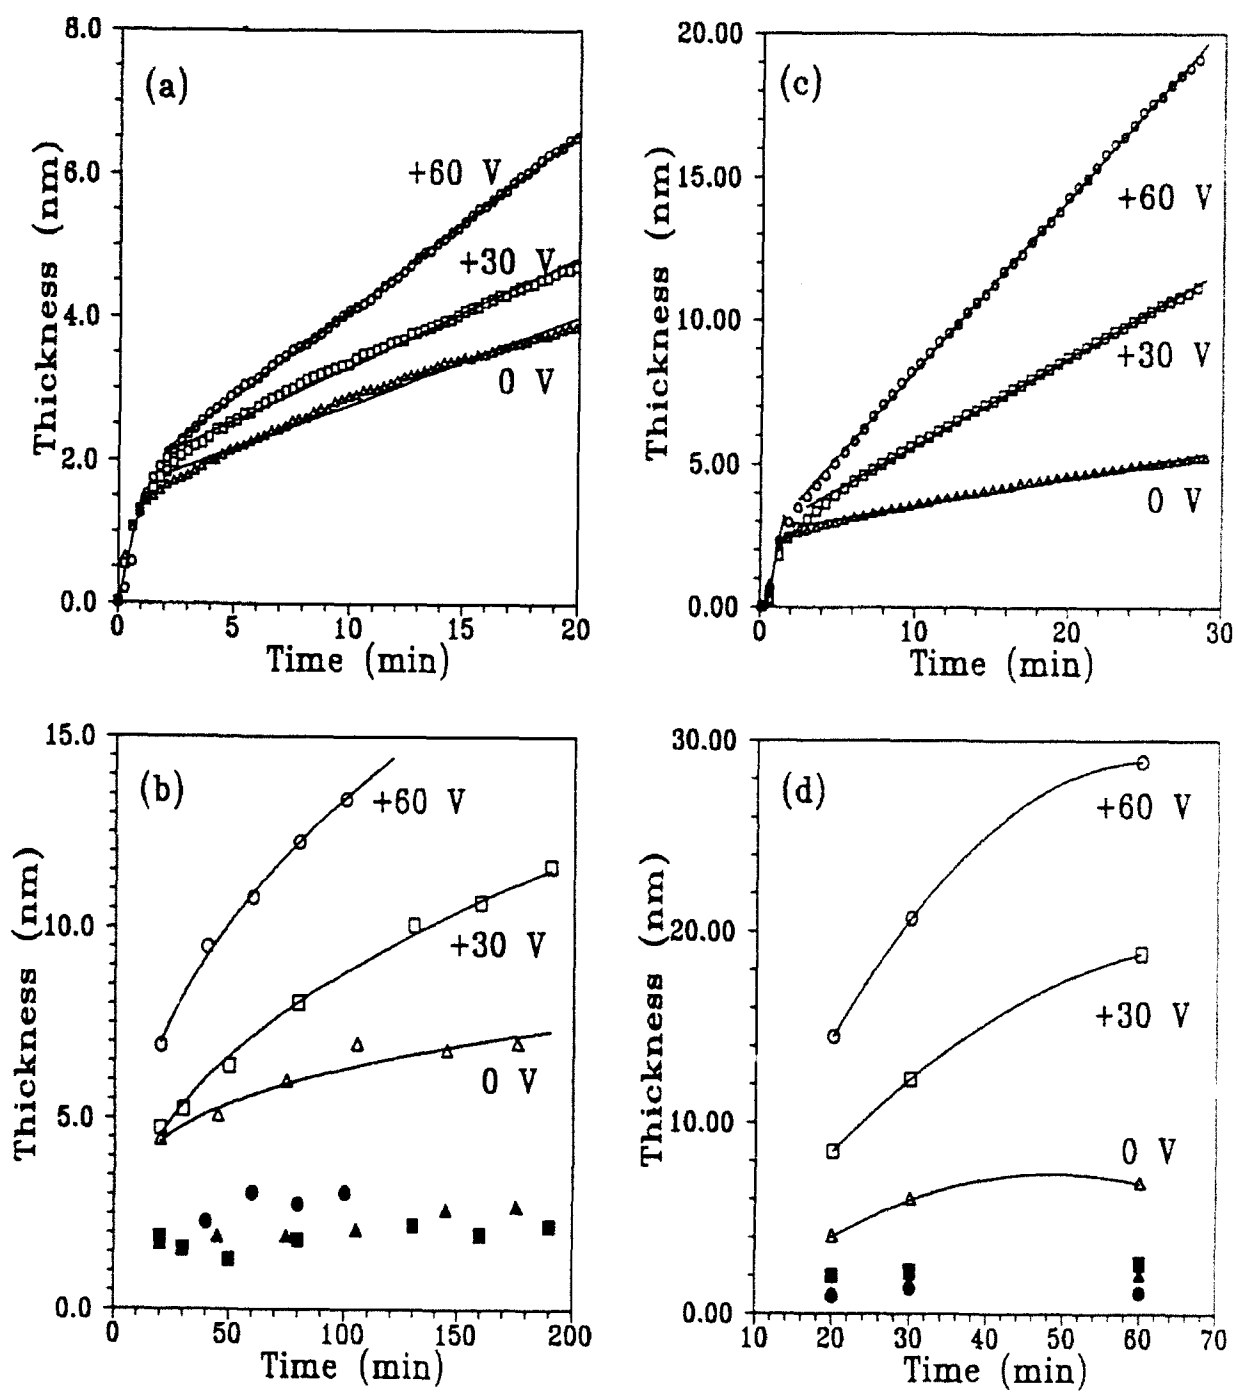 8.0
(a)
Thickness (nm)
6.0
+60 V
+30 V
4.0
0 V
2.0
0.0
0 5 10 15 20
Time (min)
20.00
(c)
Thickness (nm)
15.00
+60 V
10.00
+30 V
5.00
0 V
0.00
0 10 20 30
Time (min)
15.0
(b)
+60 V
Thickness (nm)
10.0
+30 V
0 V
5.0
0.0
0 50 100 150 200
Time (min)
30.00
(d)
+60 V
Thickness (nm)
20.00
+30 V
10.00
0 V
0.00
10 20 30 40 50 60 70
Time (min)